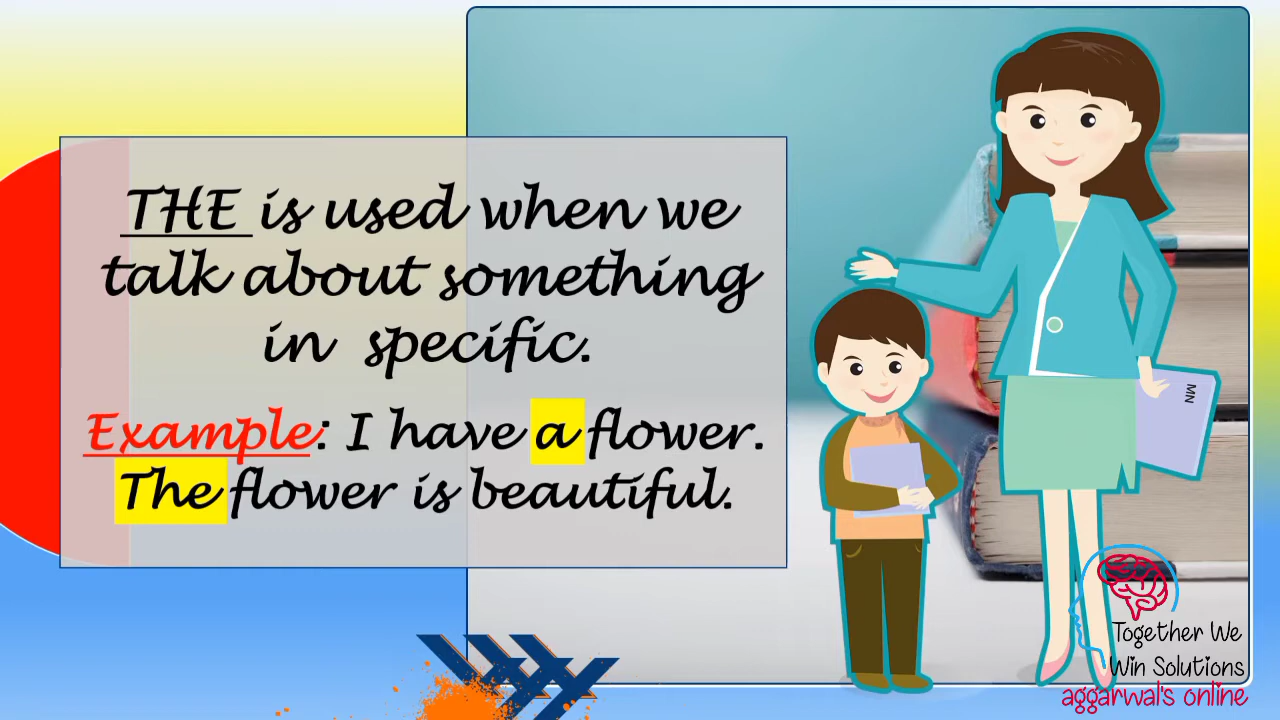 THE is used when we
talk about something
in specific.
Example: I have a flower.
The flower is beautiful.
MN
Together We
Win Solutions
aggarwal's online